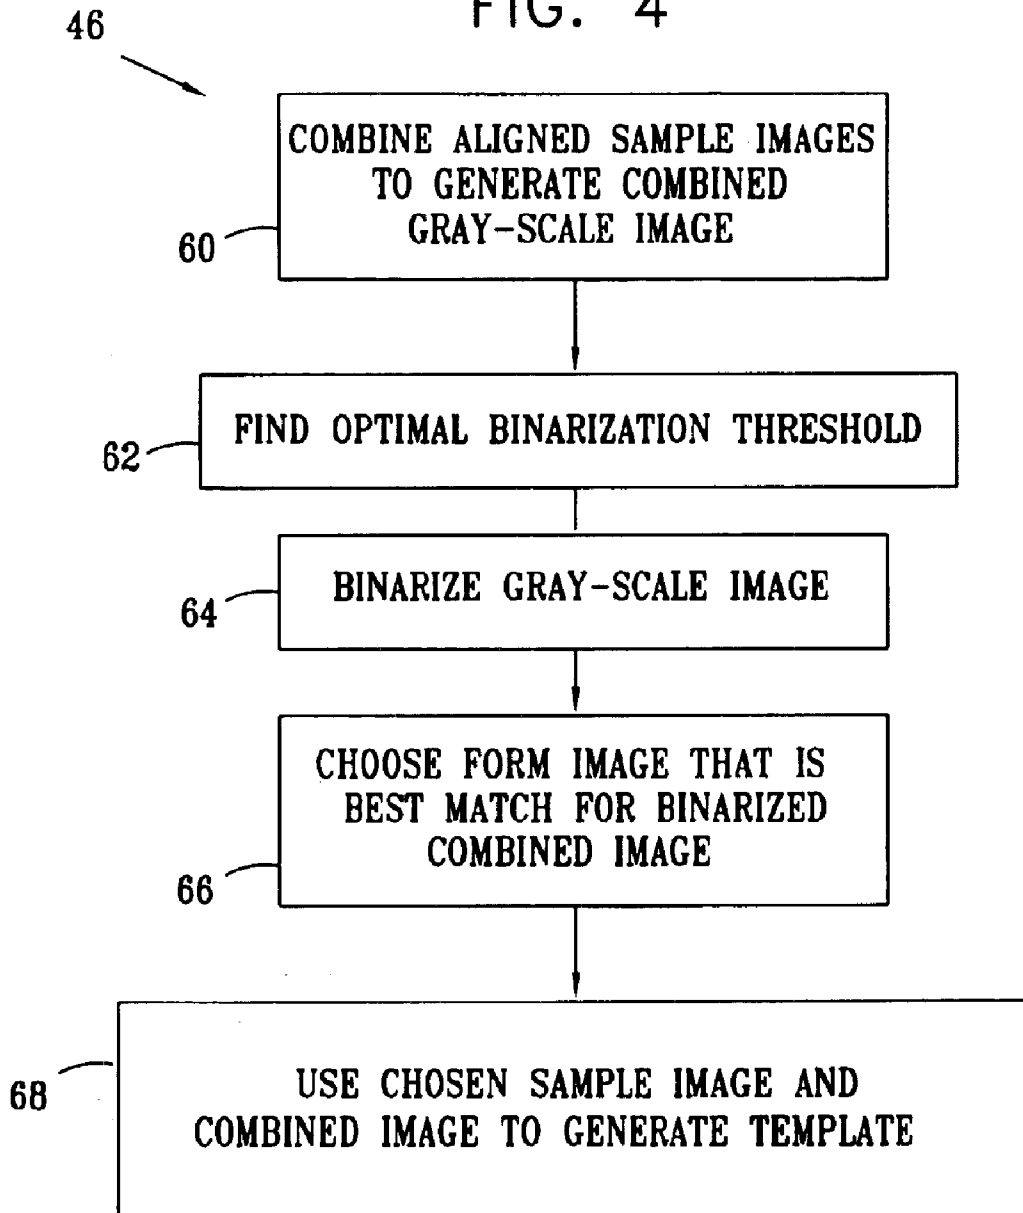 FIG. 4
46
COMBINE ALIGNED SAMPLE IMAGES
TO GENERATE COMBINED
GRAY-SCALE IMAGE
60
FIND OPTIMAL BINARIZATION THRESHOLD
62
BINARIZE GRAY-SCALE IMAGE
64
CHOOSE FORM IMAGE THAT IS
BEST MATCH FOR BINARIZED
COMBINED IMAGE
66
USE CHOSEN SAMPLE IMAGE AND
COMBINED IMAGE TO GENERATE TEMPLATE
68